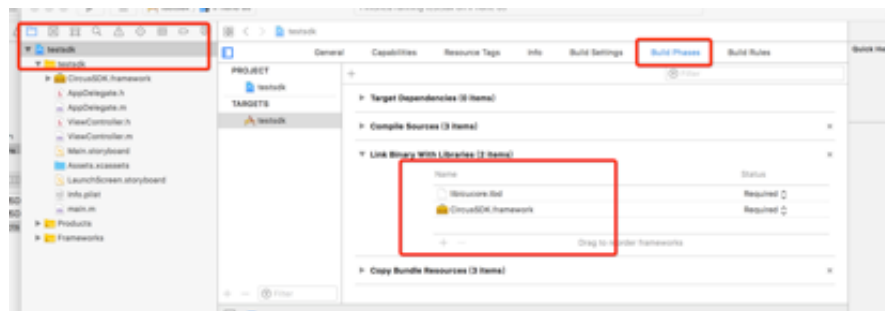 testsdk
General Capabilities Resource Tags Info Build Settings Build Phases Build Rules
testsdk
testsdk
CircusSDK.framework
AppDelegate.h
AppDelegate.m
ViewController.h
ViewController.m
Main.storyboard
Assets.xcassets
LaunchScreen.storyboard
Info.plist
main.m
Products
Frameworks
PROJECT
testsdk
TARGETS
testsdk
Filter
Filter
Target Dependencies (0 items)
Compile Sources (3 items)
Link Binary With Libraries (2 items)
Name Status
libicucore.tbd Required
CircusSDK.framework Required
Drag to reorder frameworks
Copy Bundle Resources (3 items)